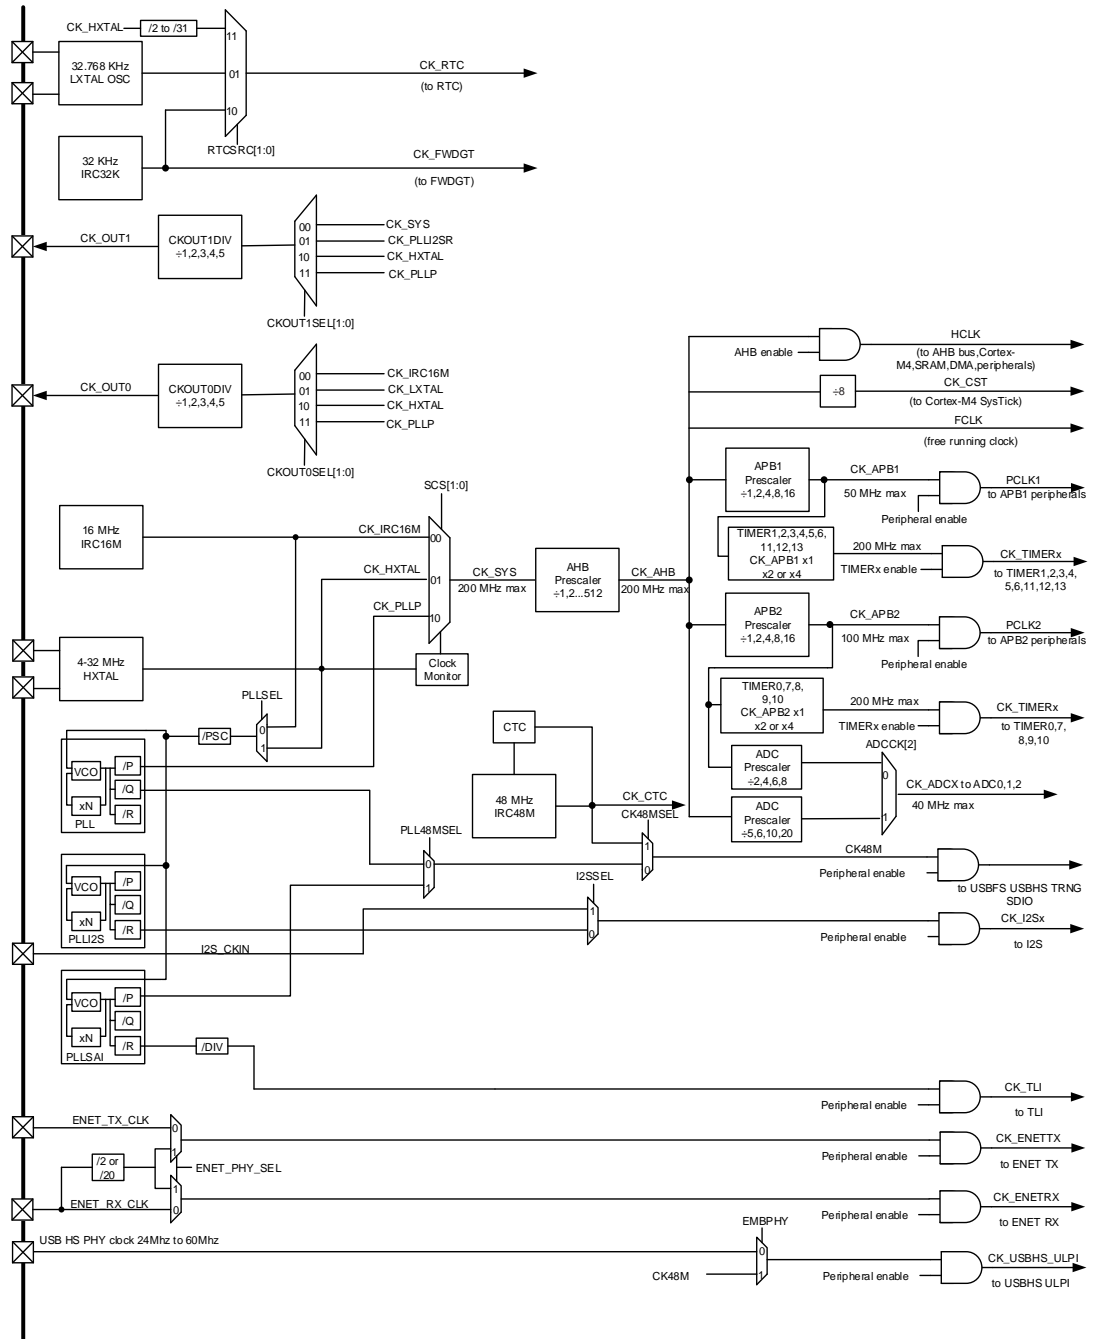 CK_HXTAL
/2 to /31
11
32.768 KHz
LXTAL OSC
01
CK_RTC
(to RTC)
10
RTCSRC[1:0]
32 KHz
IRC32K
CK_FWDGT
(to FWDGT)
CK_OUT1
CKOUT1DIV
÷1,2,3,4,5
00
01
10
11
CK_SYS
CK_PLLI2SR
CK_HXTAL
CK_PLLP
CKOUT1SEL[1:0]
CK_OUT0
CKOUT0DIV
÷1,2,3,4,5
00
01
10
11
CK_IRC16M
CK_LXTAL
CK_HXTAL
CK_PLLP
CKOUT0SEL[1:0]
AHB enable
HCLK
(to AHB bus,Cortex-
M4,SRAM,DMA,peripherals)
÷8
CK_CST
(to Cortex-M4 SysTick)
FCLK
(free running clock)
SCS[1:0]
16 MHz
IRC16M
CK_IRC16M
00
CK_HXTAL
01
CK_PLLP
10
CK_SYS
200 MHz max
AHB
Prescaler
÷1,2...512
CK_AHB
200 MHz max
APB1
Prescaler
÷1,2,4,8,16
CK_APB1
50 MHz max
Peripheral enable
PCLK1
to APB1 peripherals
TIMER1,2,3,4,5,6,
11,12,13
CK_APB1 x1
x2 or x4
200 MHz max
TIMERx enable
CK_TIMERx
to TIMER1,2,3,4,
5,6,11,12,13
APB2
Prescaler
÷1,2,4,8,16
CK_APB2
100 MHz max
Peripheral enable
PCLK2
to APB2 peripherals
4-32 MHz
HXTAL
Clock
Monitor
TIMER0,7,8,
9,10
CK_APB2 x1
x2 or x4
200 MHz max
TIMERx enable
CK_TIMERx
to TIMER0,7,
8,9,10
PLLSEL
0
1
/PSC
CTC
ADCCK[2]
ADC
Prescaler
÷2,4,6,8
0
ADC
Prescaler
÷5,6,10,20
1
CK_ADCX to ADC0,1,2
40 MHz max
VCO
xN
/P
/Q
/R
PLL
48 MHz
IRC48M
CK_CTC
CK48MSEL
1
0
PLL48MSEL
0
1
CK48M
Peripheral enable
to USBFS USBHS TRNG
SDIO
VCO
xN
/P
/Q
/R
PLLI2S
I2SSEL
1
0
CK_I2Sx
Peripheral enable
to I2S
I2S_CKIN
VCO
xN
/P
/Q
/R
PLLSAI
/DIV
CK_TLI
Peripheral enable
to TLI
ENET_TX_CLK
0
1
/2 or
/20
ENET_PHY_SEL
CK_ENETTX
Peripheral enable
to ENET TX
1
0
ENET_RX_CLK
CK_ENETRX
Peripheral enable
to ENET RX
USB HS PHY clock 24Mhz to 60Mhz
EMBPHY
0
1
CK48M
CK_USBHS_ULPI
Peripheral enable
to USBHS ULPI